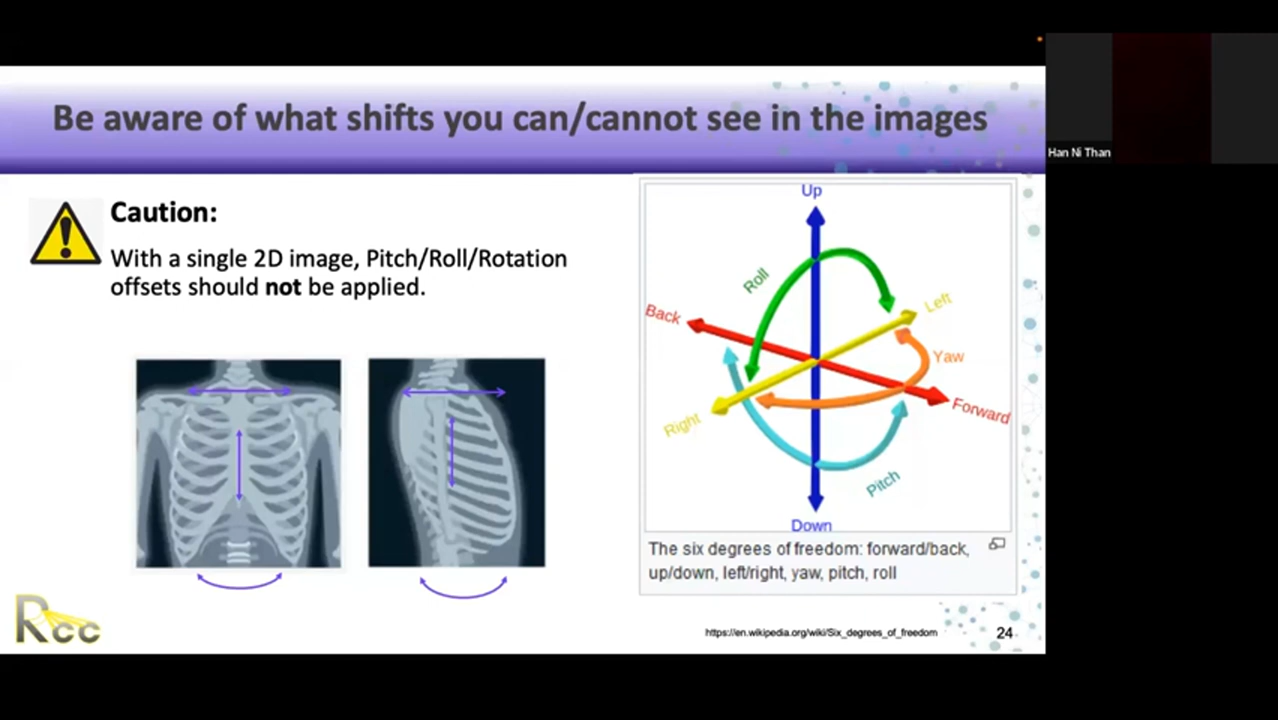 Be aware of what shifts you can/cannot see in the images
Han Ni Than
Caution:
With a single 2D image, Pitch/Roll/Rotation
offsets should not be applied.
Up
Roll
Left
Back
Yaw
Forward
Right
Pitch
Down
The six degrees of freedom: forward/back,
up/down, left/right, yaw, pitch, roll
Rcc
https://en.wikipedia.org/wiki/Six_degrees_of_freedom
24